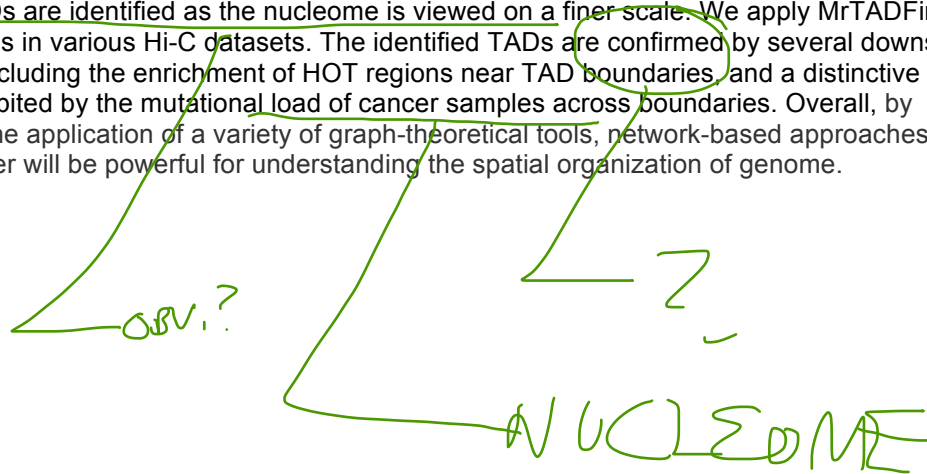 Ds are identified as the nucleome is viewed on a finer scale. We apply MrTADFin
s in various Hi-C datasets. The identified TADs are confirmed by several downs
cluding the enrichment of HOT regions near TAD boundaries, and a distinctive
bited by the mutational load of cancer samples across boundaries. Overall, by
ne application of a variety of graph-theoretical tools, network-based approaches
er will be powerful for understanding the spatial organization of genome.
?
OBV.?
NUCLEOME